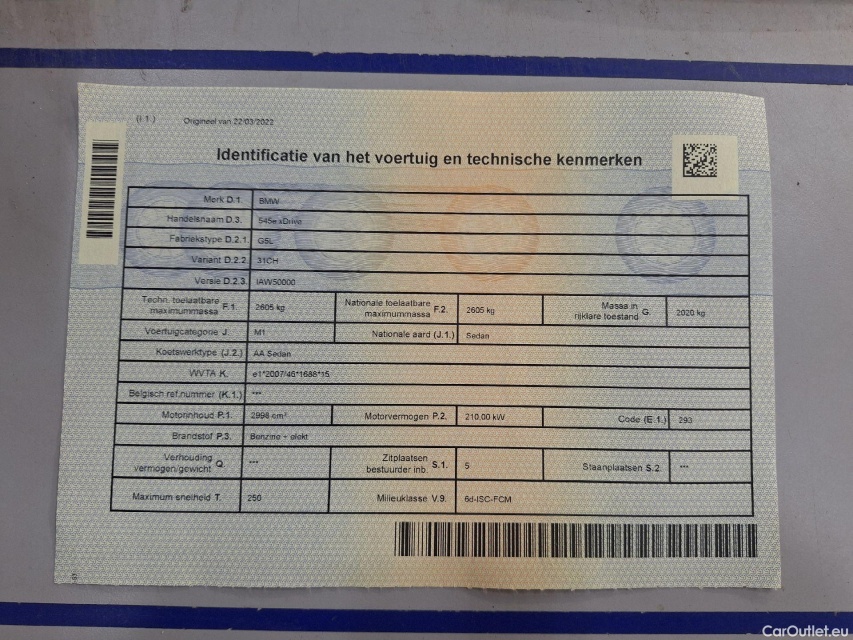 (I.1.) Origineel van 22/03/2022
Identificatie van het voertuig en technische kenmerken
Merk D.1. BMW
Handelsnaam D.3. 545e xDrive
Fabriekstype D.2.1. G5L
Variant D.2.2. 31CH
Versie D.2.3. IAW50000
Techn. toelaatbare maximummassa F.1. 2605 kg Nationale toelaatbare maximummassa F.2. 2605 kg Massa in rijklare toestand G. 2020 kg
Voertuigcategorie J. M1 Nationale aard (J.1.) Sedan
Koetswerktype (J.2.) AA Sedan
WVTA K. e1*2007/46*1688*15
Belgisch ref.nummer (K.1.) ***
Motorinhoud P.1. 2998 cm³ Motorvermogen P.2. 210,00 kW Code (E.1.) 293
Brandstof P.3. Benzine + elekt
Verhouding vermogen/gewicht Q. *** Zitplaatsen bestuurder inb. S.1. 5 Staanplaatsen S.2. ***
Maximum snelheid T. 250 Milieuklasse V.9. 6d-ISC-FCM
CarOutlet.eu